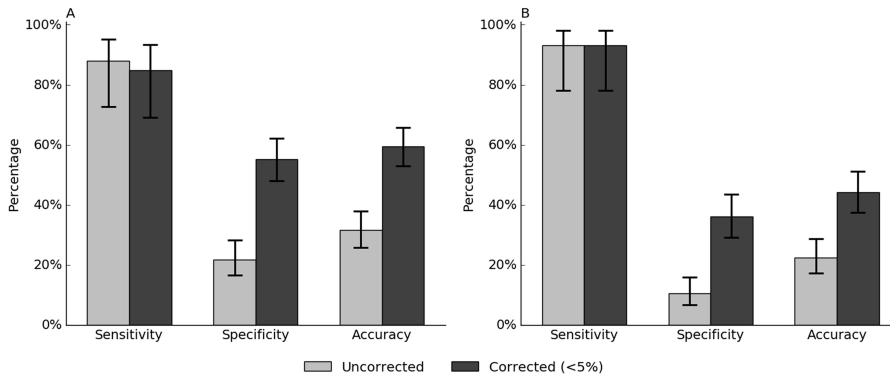 A
B
100%
80%
60%
40%
20%
0%
Percentage
Sensitivity Specificity Accuracy
100%
80%
60%
40%
20%
0%
Percentage
Sensitivity Specificity Accuracy
Uncorrected Corrected (<5%)